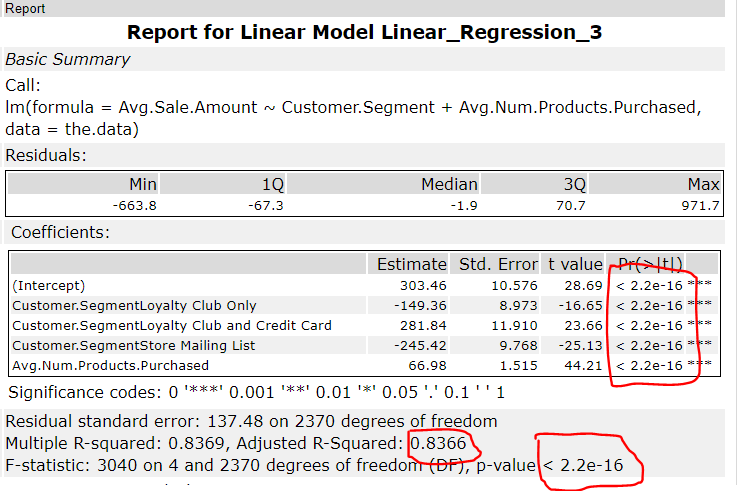 Report
Report for Linear Model Linear_Regression_3
Basic Summary
Call:
lm(formula = Avg.Sale.Amount ~ Customer.Segment + Avg.Num.Products.Purchased,
data = the.data)
Residuals:
Min 1Q Median 3Q Max
-663.8 -67.3 -1.9 70.7 971.7
Coefficients:
Estimate Std. Error t value Pr(>|t|)
(Intercept) 303.46 10.576 28.69 < 2.2e-16 ***
Customer.SegmentLoyalty Club Only -149.36 8.973 -16.65 < 2.2e-16 ***
Customer.SegmentLoyalty Club and Credit Card 281.84 11.910 23.66 < 2.2e-16 ***
Customer.SegmentStore Mailing List -245.42 9.768 -25.13 < 2.2e-16 ***
Avg.Num.Products.Purchased 66.98 1.515 44.21 < 2.2e-16 ***
Significance codes: 0 '***' 0.001 '**' 0.01 '*' 0.05 '.' 0.1 ' ' 1
Residual standard error: 137.48 on 2370 degrees of freedom
Multiple R-squared: 0.8369, Adjusted R-Squared: 0.8366
F-statistic: 3040 on 4 and 2370 degrees of freedom (DF), p-value < 2.2e-16